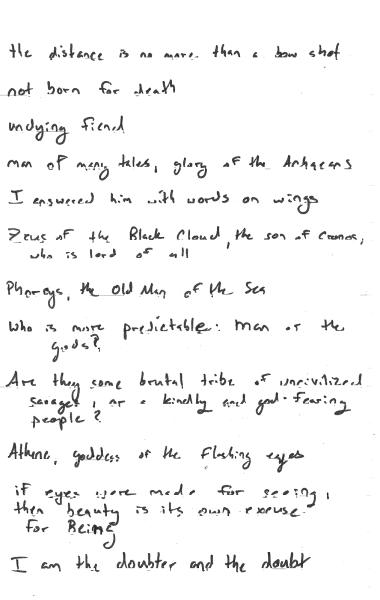 the distance is no more than a bow shot
not born for death
undying fiend
man of many tales, glory of the Achaeans
I answered him with words on wings
Zeus of the Black Cloud, the son of Cronos,
who is lord of all
Phorcys, the Old Man of the Sea
Who is more predictable: man or the
gods?
Are they some brutal tribe of uncivilized
savages, or a kindly and god-fearing
people?
Athene, goddess of the flashing eyes
if eyes were made for seeing,
then beauty is its own excuse
for Being
I am the doubter and the doubt